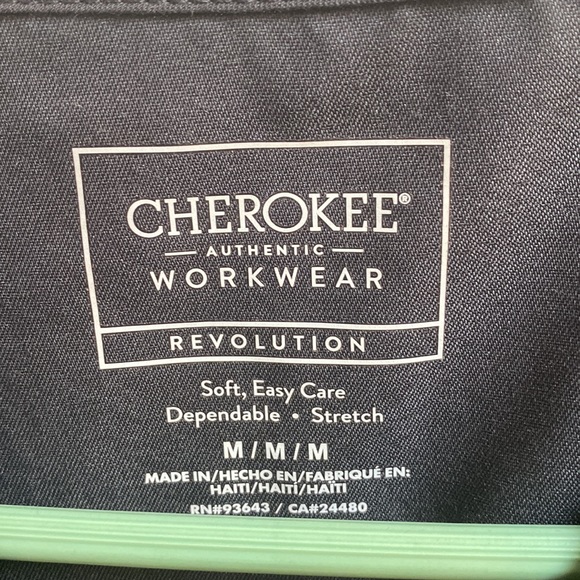 CHEROKEE®
AUTHENTIC
WORKWEAR
REVOLUTION
Soft, Easy Care
Dependable • Stretch
M / M / M
MADE IN/HECHO EN/FABRIQUÉ EN:
HAITI/HAITÍ/HAÏTI
RN#93643 / CA#24480